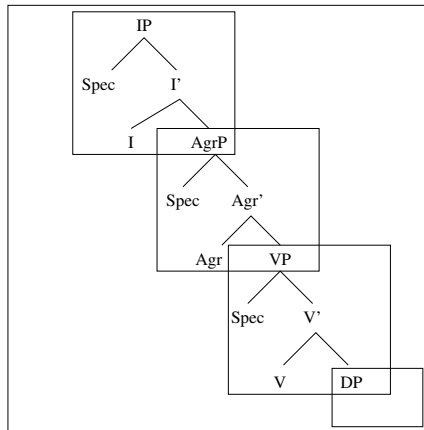 IP
Spec I'
I AgrP
Spec Agr'
Agr VP
Spec V'
V DP